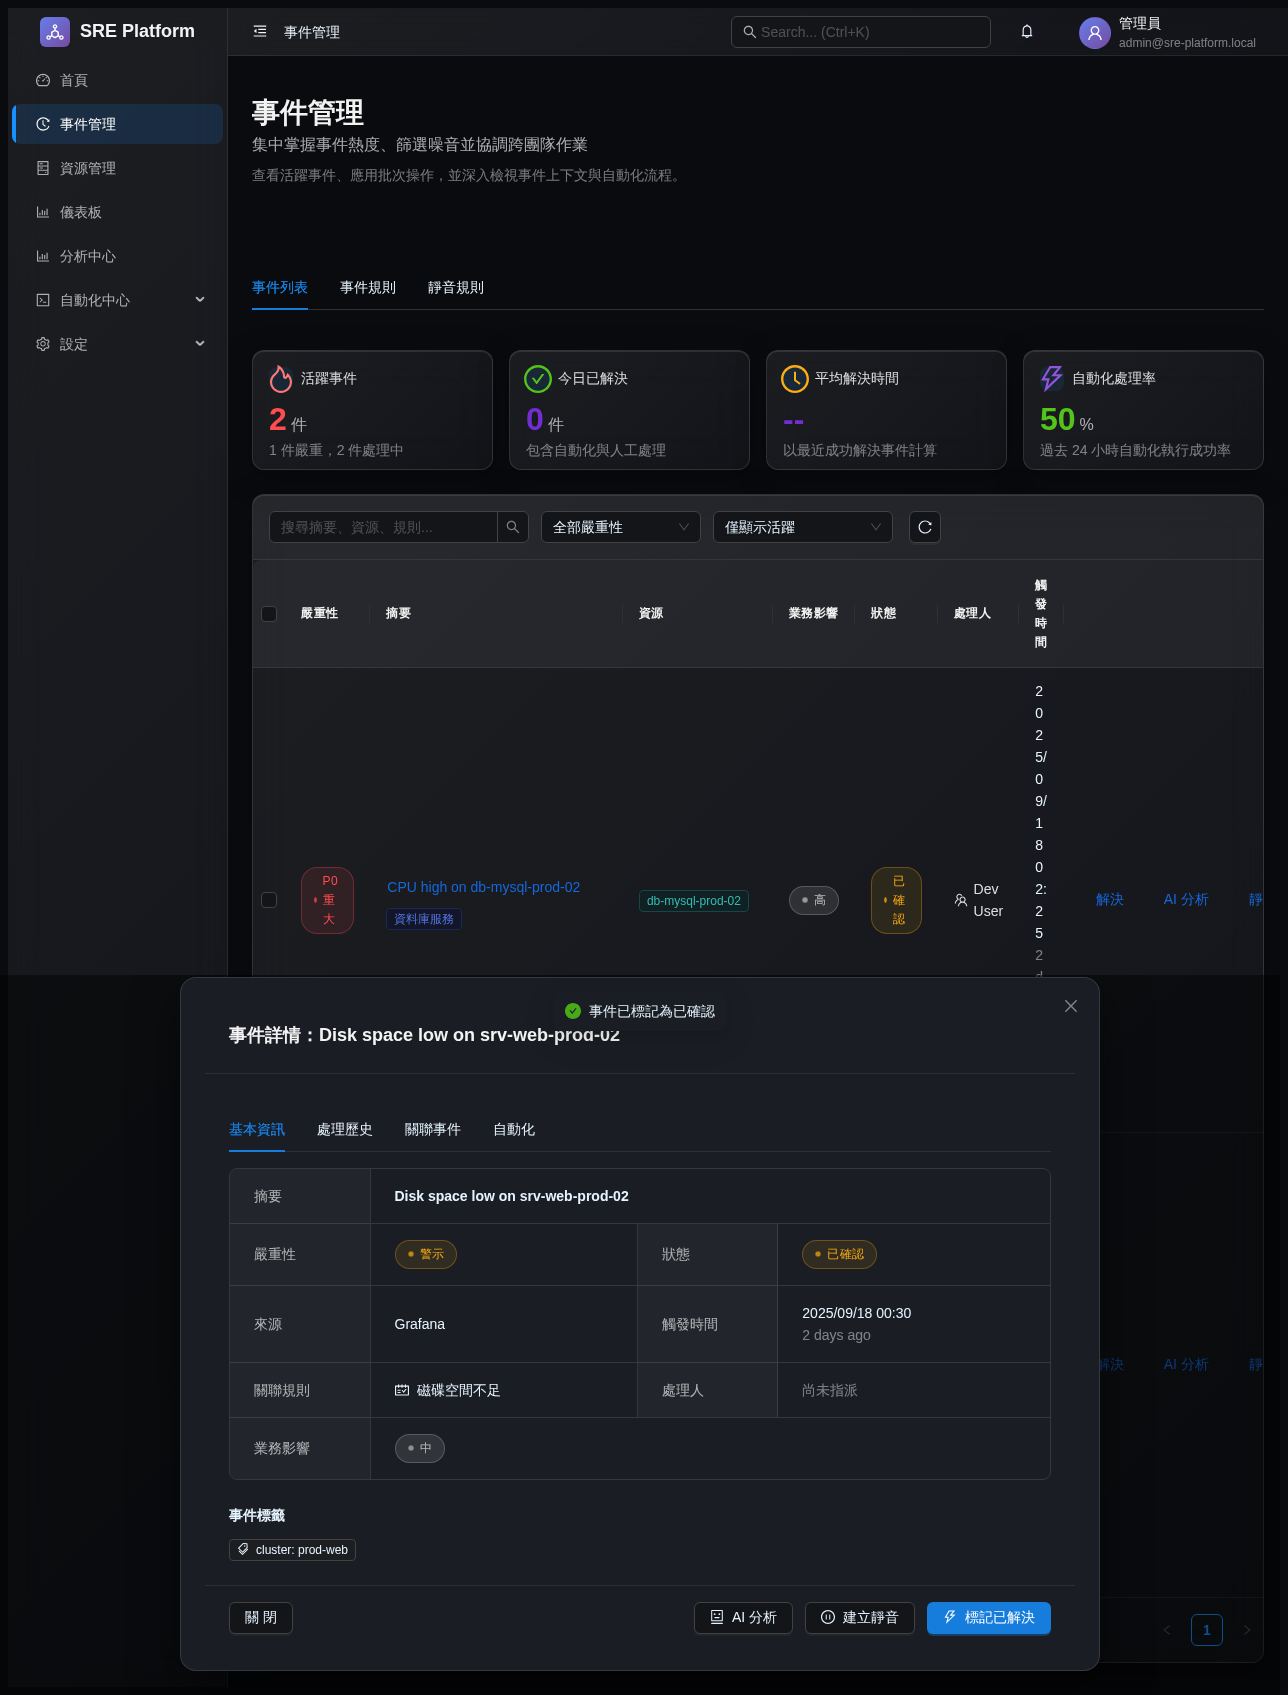 SRE Platform
事件管理
Search... (Ctrl+K)
管理員
admin@sre-platform.local
首頁
事件管理
資源管理
儀表板
分析中心
自動化中心
設定
事件管理
集中掌握事件熱度、篩選噪音並協調跨團隊作業
查看活躍事件、應用批次操作，並深入檢視事件上下文與自動化流程。
事件列表 事件規則 靜音規則
活躍事件
2 件
1 件嚴重，2 件處理中
今日已解決
0 件
包含自動化與人工處理
平均解決時間
--
以最近成功解決事件計算
自動化處理率
50 %
過去 24 小時自動化執行成功率
搜尋摘要、資源、規則... 全部嚴重性 僅顯示活躍
嚴重性 摘要 資源 業務影響 狀態 處理人
觸
發
時
間
P0
重
大
CPU high on db-mysql-prod-02
資料庫服務
db-mysql-prod-02
高
已
確
認
Dev
User
2
0
2
5/
0
9/
1
8
0
2:
2
5
2
d
解決 AI 分析 靜
事件已標記為已確認
事件詳情：Disk space low on srv-web-prod-02
基本資訊 處理歷史 關聯事件 自動化
摘要 Disk space low on srv-web-prod-02
嚴重性 警示 狀態 已確認
來源 Grafana 觸發時間 2025/09/18 00:30
2 days ago
關聯規則 磁碟空間不足 處理人 尚未指派
業務影響 中
解決 AI 分析 靜
事件標籤
cluster: prod-web
關 閉 AI 分析 建立靜音 標記已解決
1